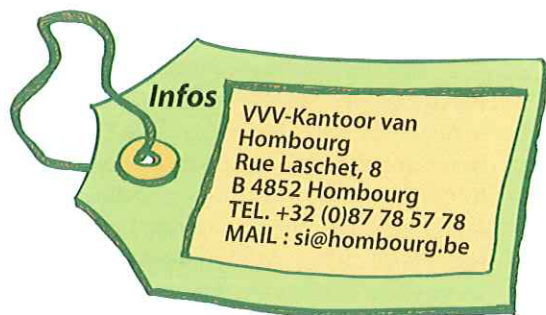 Infos
VVV-Kantoor van
Hombourg
Rue Laschet, 8
B 4852 Hombourg
TEL. +32 (0)87 78 57 78
MAIL : si@hombourg.be